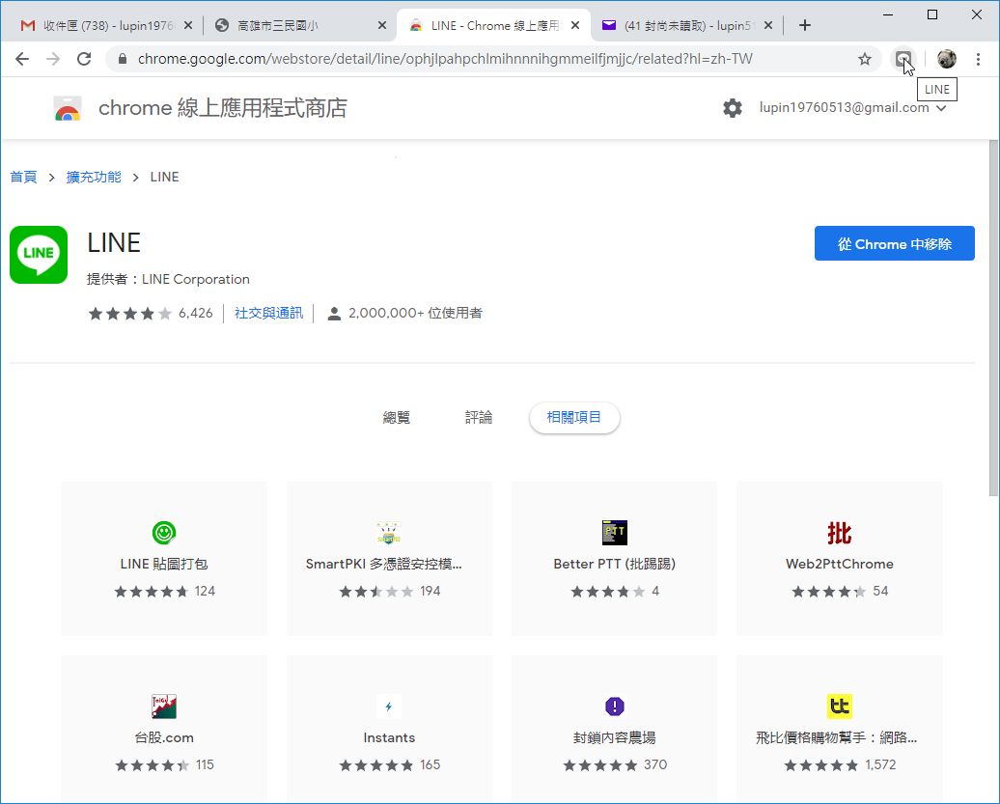 收件匣 (738) - lupin1976
高雄市三民國小
LINE - Chrome 線上應用
(41 封尚未讀取) - lupin51
chrome.google.com/webstore/detail/line/ophjlpahpchlmihnnnihgmmeilfjmjjc/related?hl=zh-TW
LINE
chrome 線上應用程式商店
lupin19760513@gmail.com
首頁 > 擴充功能 > LINE
LINE
LINE
從 Chrome 中移除
提供者：LINE Corporation
6,426
社交與通訊
2,000,000+ 位使用者
總覽
評論
相關項目
LINE 貼圖打包
124
SmartPKI 多憑證安控模...
194
PTT
Better PTT (批踢踢)
4
批
Web2PttChrome
54
台股.com
115
Instants
165
封鎖內容農場
370
飛比價格購物幫手：網路...
1,572